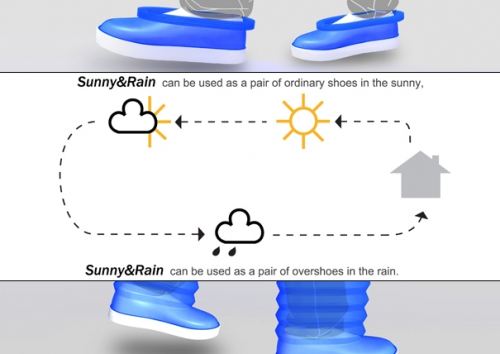 Sunny&Rain can be used as a pair of ordinary shoes in the sunny,
Sunny&Rain can be used as a pair of overshoes in the rain.